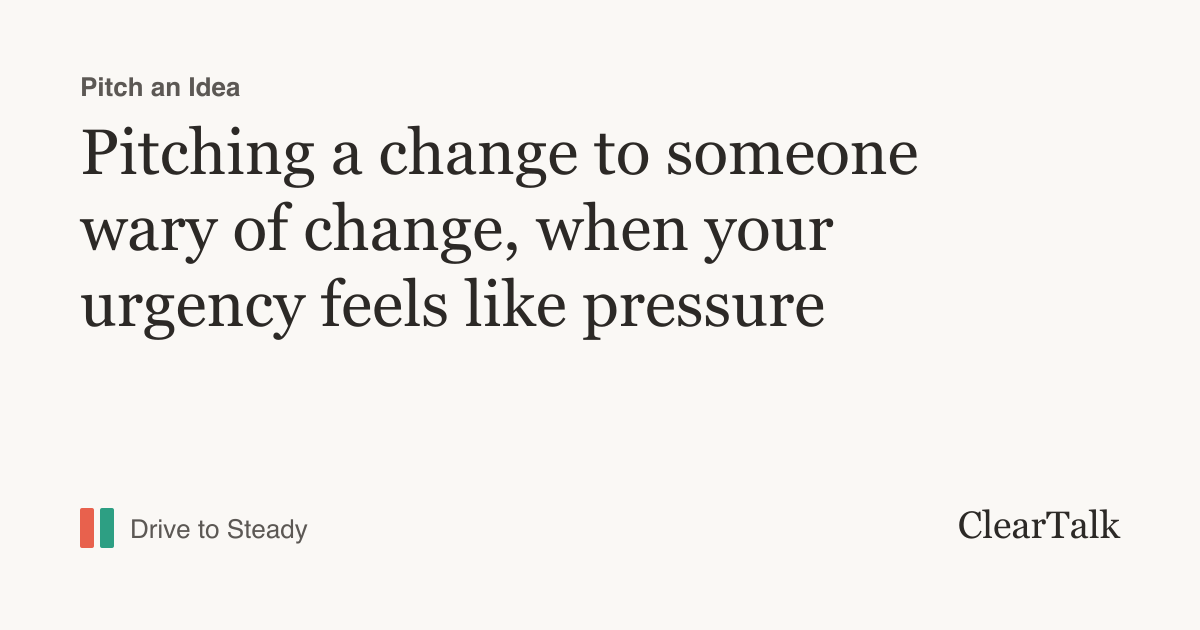 Pitch an Idea
Pitching a change to someone
wary of change, when your
urgency feels like pressure
Drive to Steady
ClearTalk